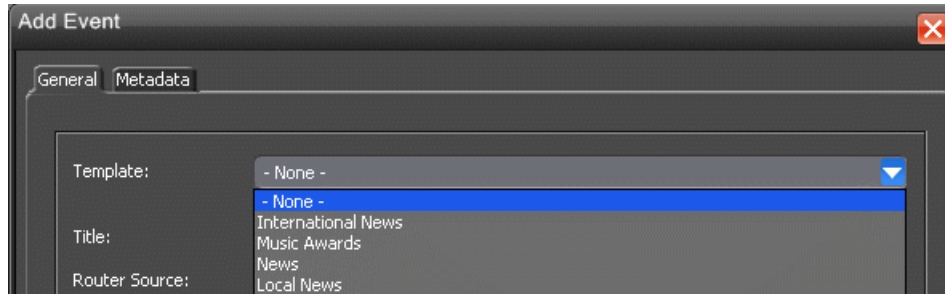 Add Event
General Metadata
Template: - None -
- None -
International News
Title:
Music Awards
News
Router Source:
Local News